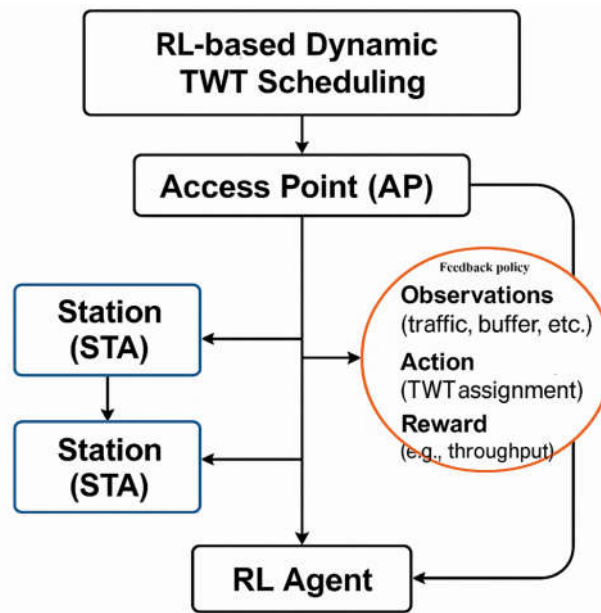 RL-based Dynamic
TWT Scheduling
Access Point (AP)
Station
(STA)
Station
(STA)
Feedback policy
Observations
(traffic, buffer, etc.)
Action
(TWT assignment)
Reward
(e.g., throughput)
RL Agent